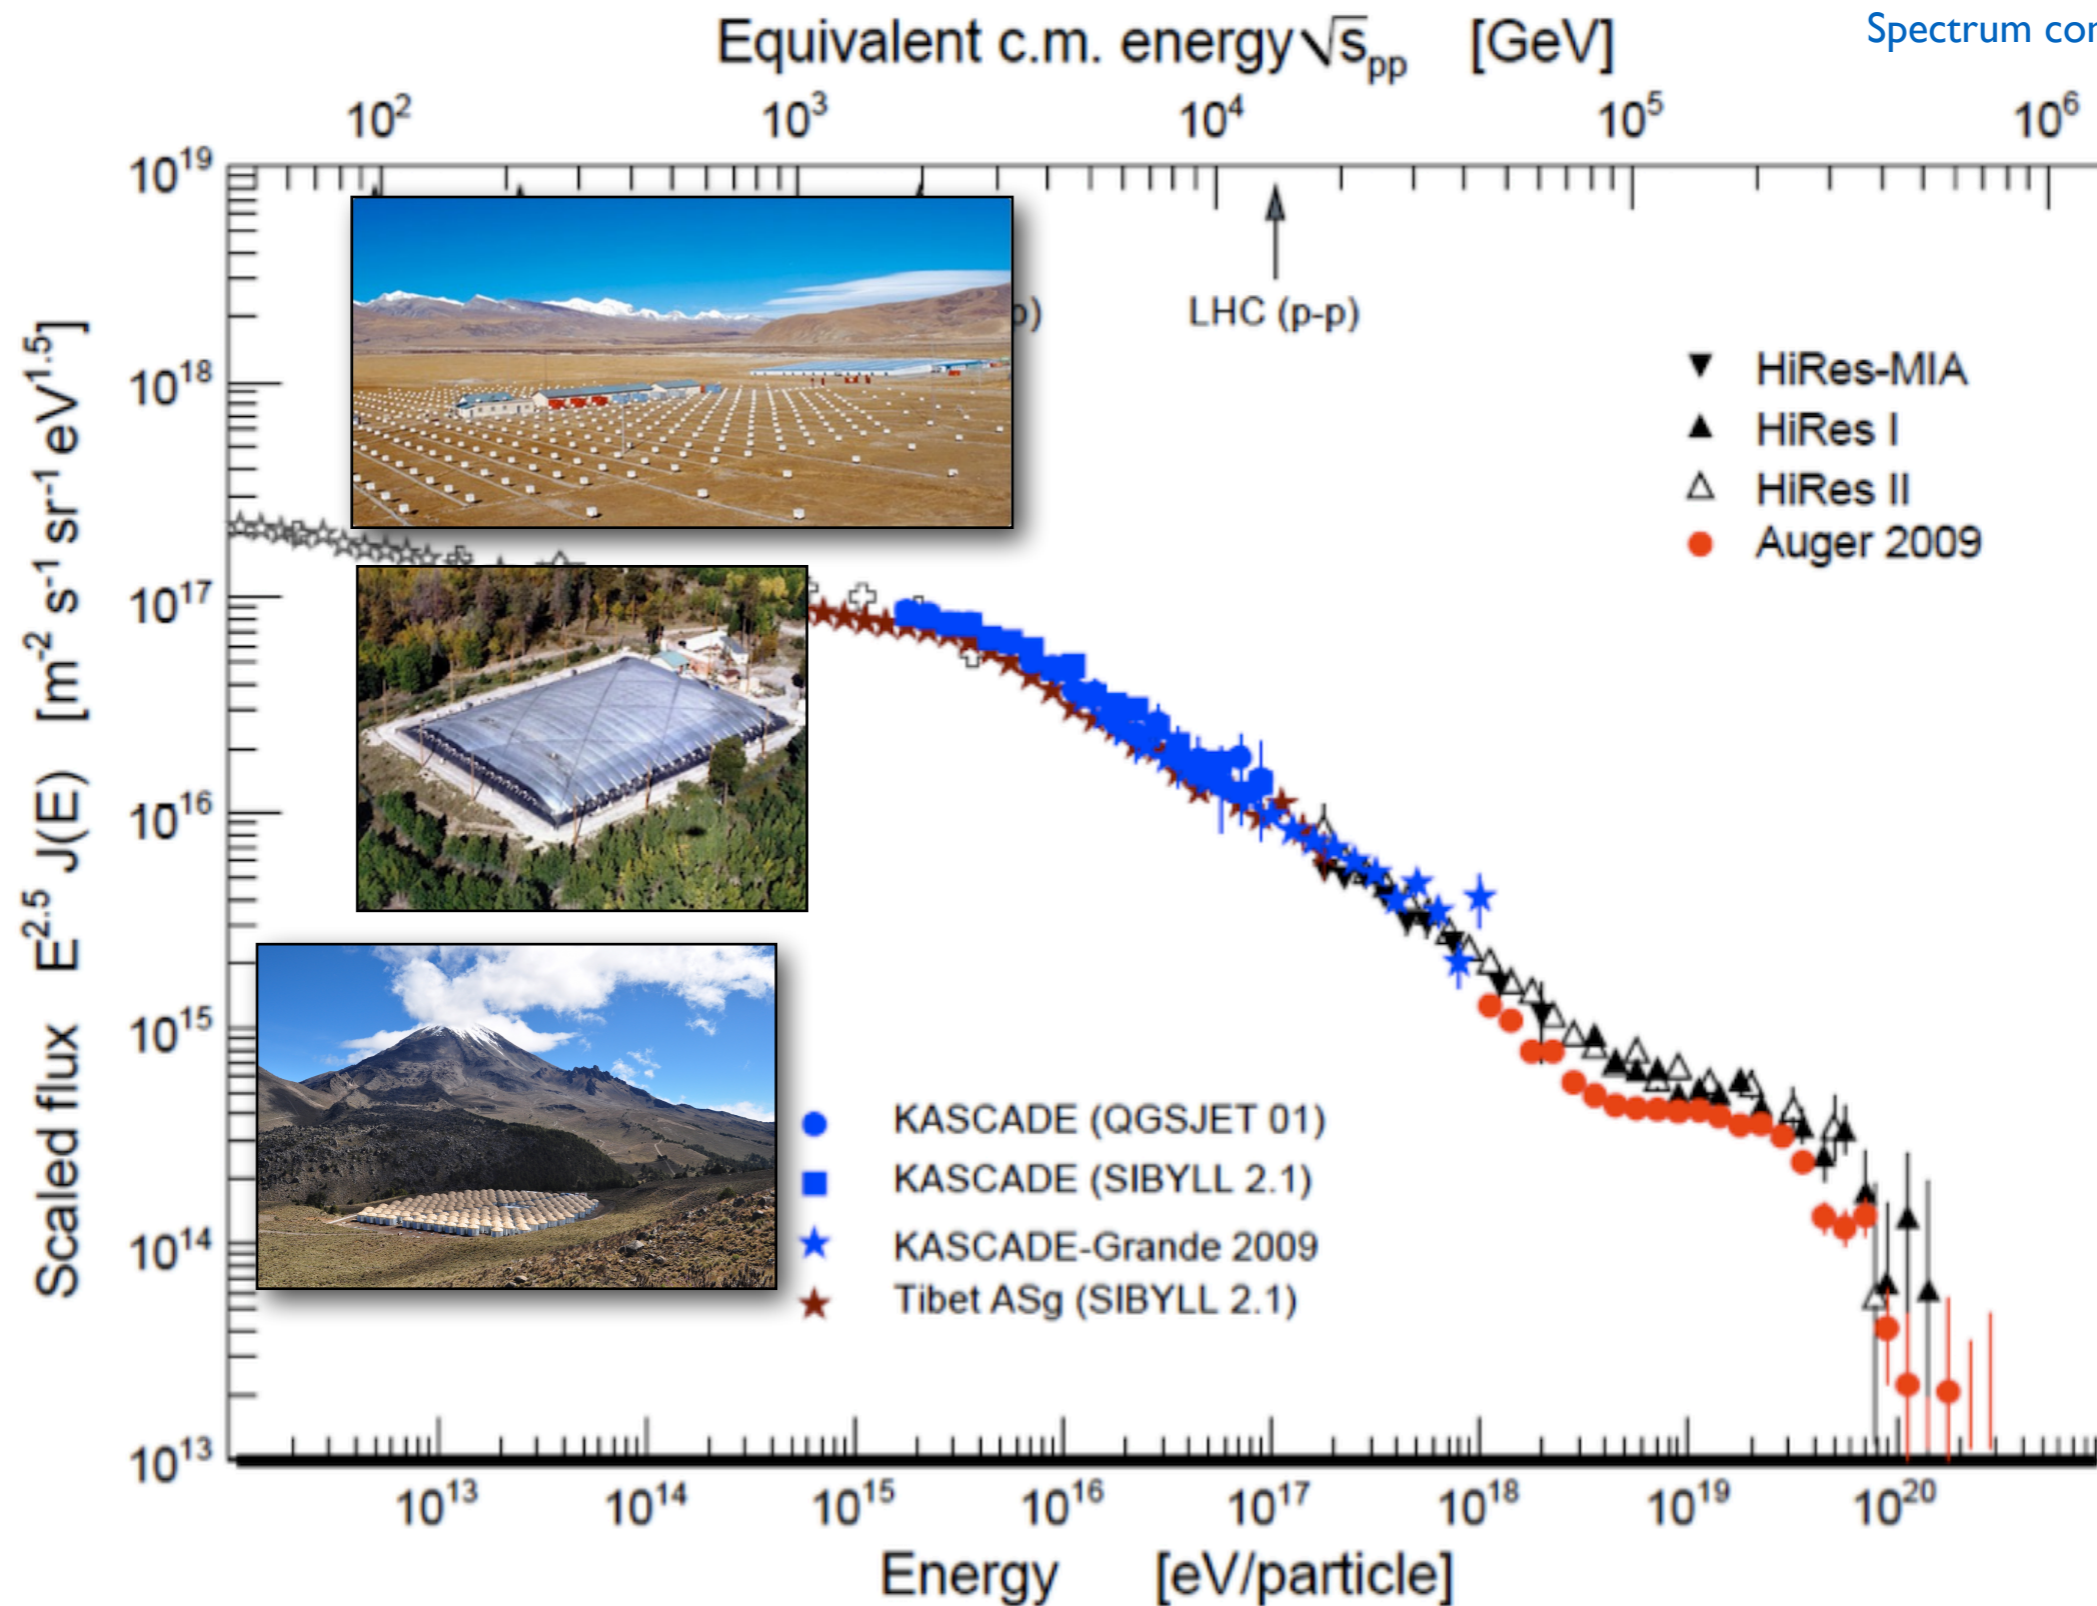 Spectrum con
Equivalent c.m. energy √s_pp [GeV]
10² 10³ 10⁴ 10⁵ 10⁶
10¹⁹
10¹⁸
10¹⁷
10¹⁶
10¹⁵
10¹⁴
10¹³
Scaled flux E^2.5 J(E) [m⁻² s⁻¹ sr⁻¹ eV^1.5]
p)
LHC (p-p)
HiRes-MIA
HiRes I
HiRes II
Auger 2009
KASCADE (QGSJET 01)
KASCADE (SIBYLL 2.1)
KASCADE-Grande 2009
Tibet ASg (SIBYLL 2.1)
10¹³ 10¹⁴ 10¹⁵ 10¹⁶ 10¹⁷ 10¹⁸ 10¹⁹ 10²⁰
Energy [eV/particle]